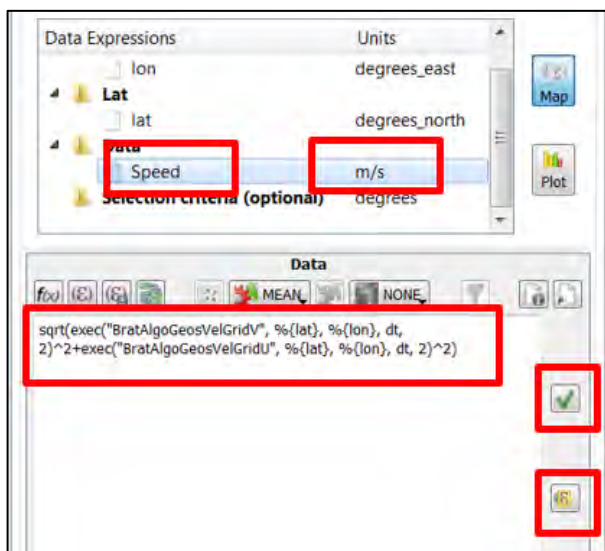 Data Expressions Units
lon degrees_east
Lat
lat degrees_north
Data
Speed m/s
Selection criteria (optional) degrees
Map
Plot
Data
f(x) (ε) MEAN NONE
sqrt(exec("BratAlgoGeosVelGridV", %{lat}, %{lon}, dt,
2)^2+exec("BratAlgoGeosVelGridU", %{lat}, %{lon}, dt, 2)^2)